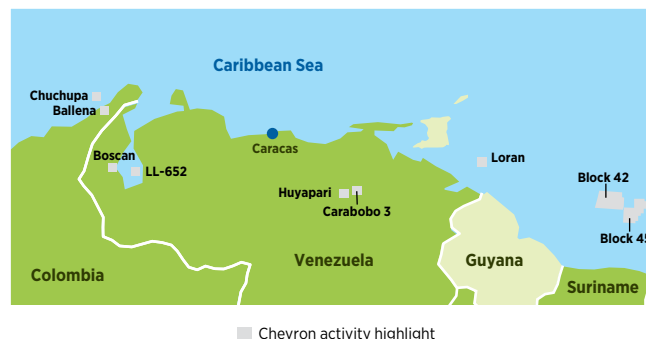 Caribbean Sea
Chuchupa
Ballena
Caracas
Boscan
LL-652
Loran
Block 42
Huyapari
Carabobo 3
Block 45
Colombia
Venezuela
Guyana
Suriname
Chevron activity highlight